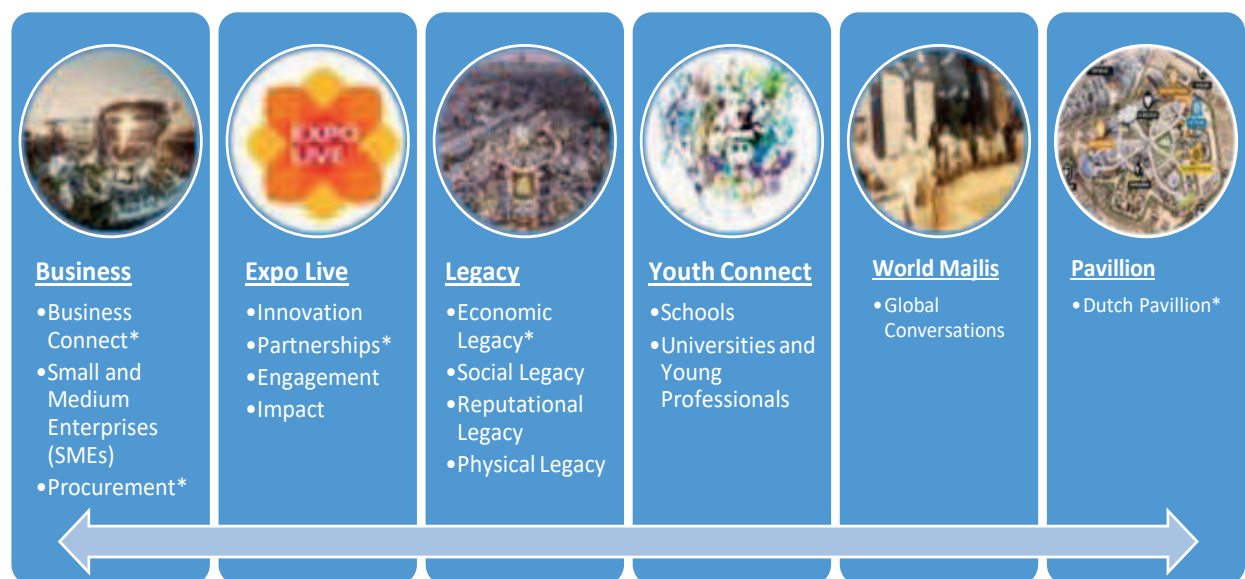 EXPO
LIVE
Business
•Business
Connect*
•Small and
Medium
Enterprises
(SMEs)
•Procurement*
Expo Live
•Innovation
•Partnerships*
•Engagement
•Impact
Legacy
•Economic
Legacy*
•Social Legacy
•Reputational
Legacy
•Physical Legacy
Youth Connect
•Schools
•Universities and
Young
Professionals
World Majlis
•Global
Conversations
Pavillion
•Dutch Pavillion*